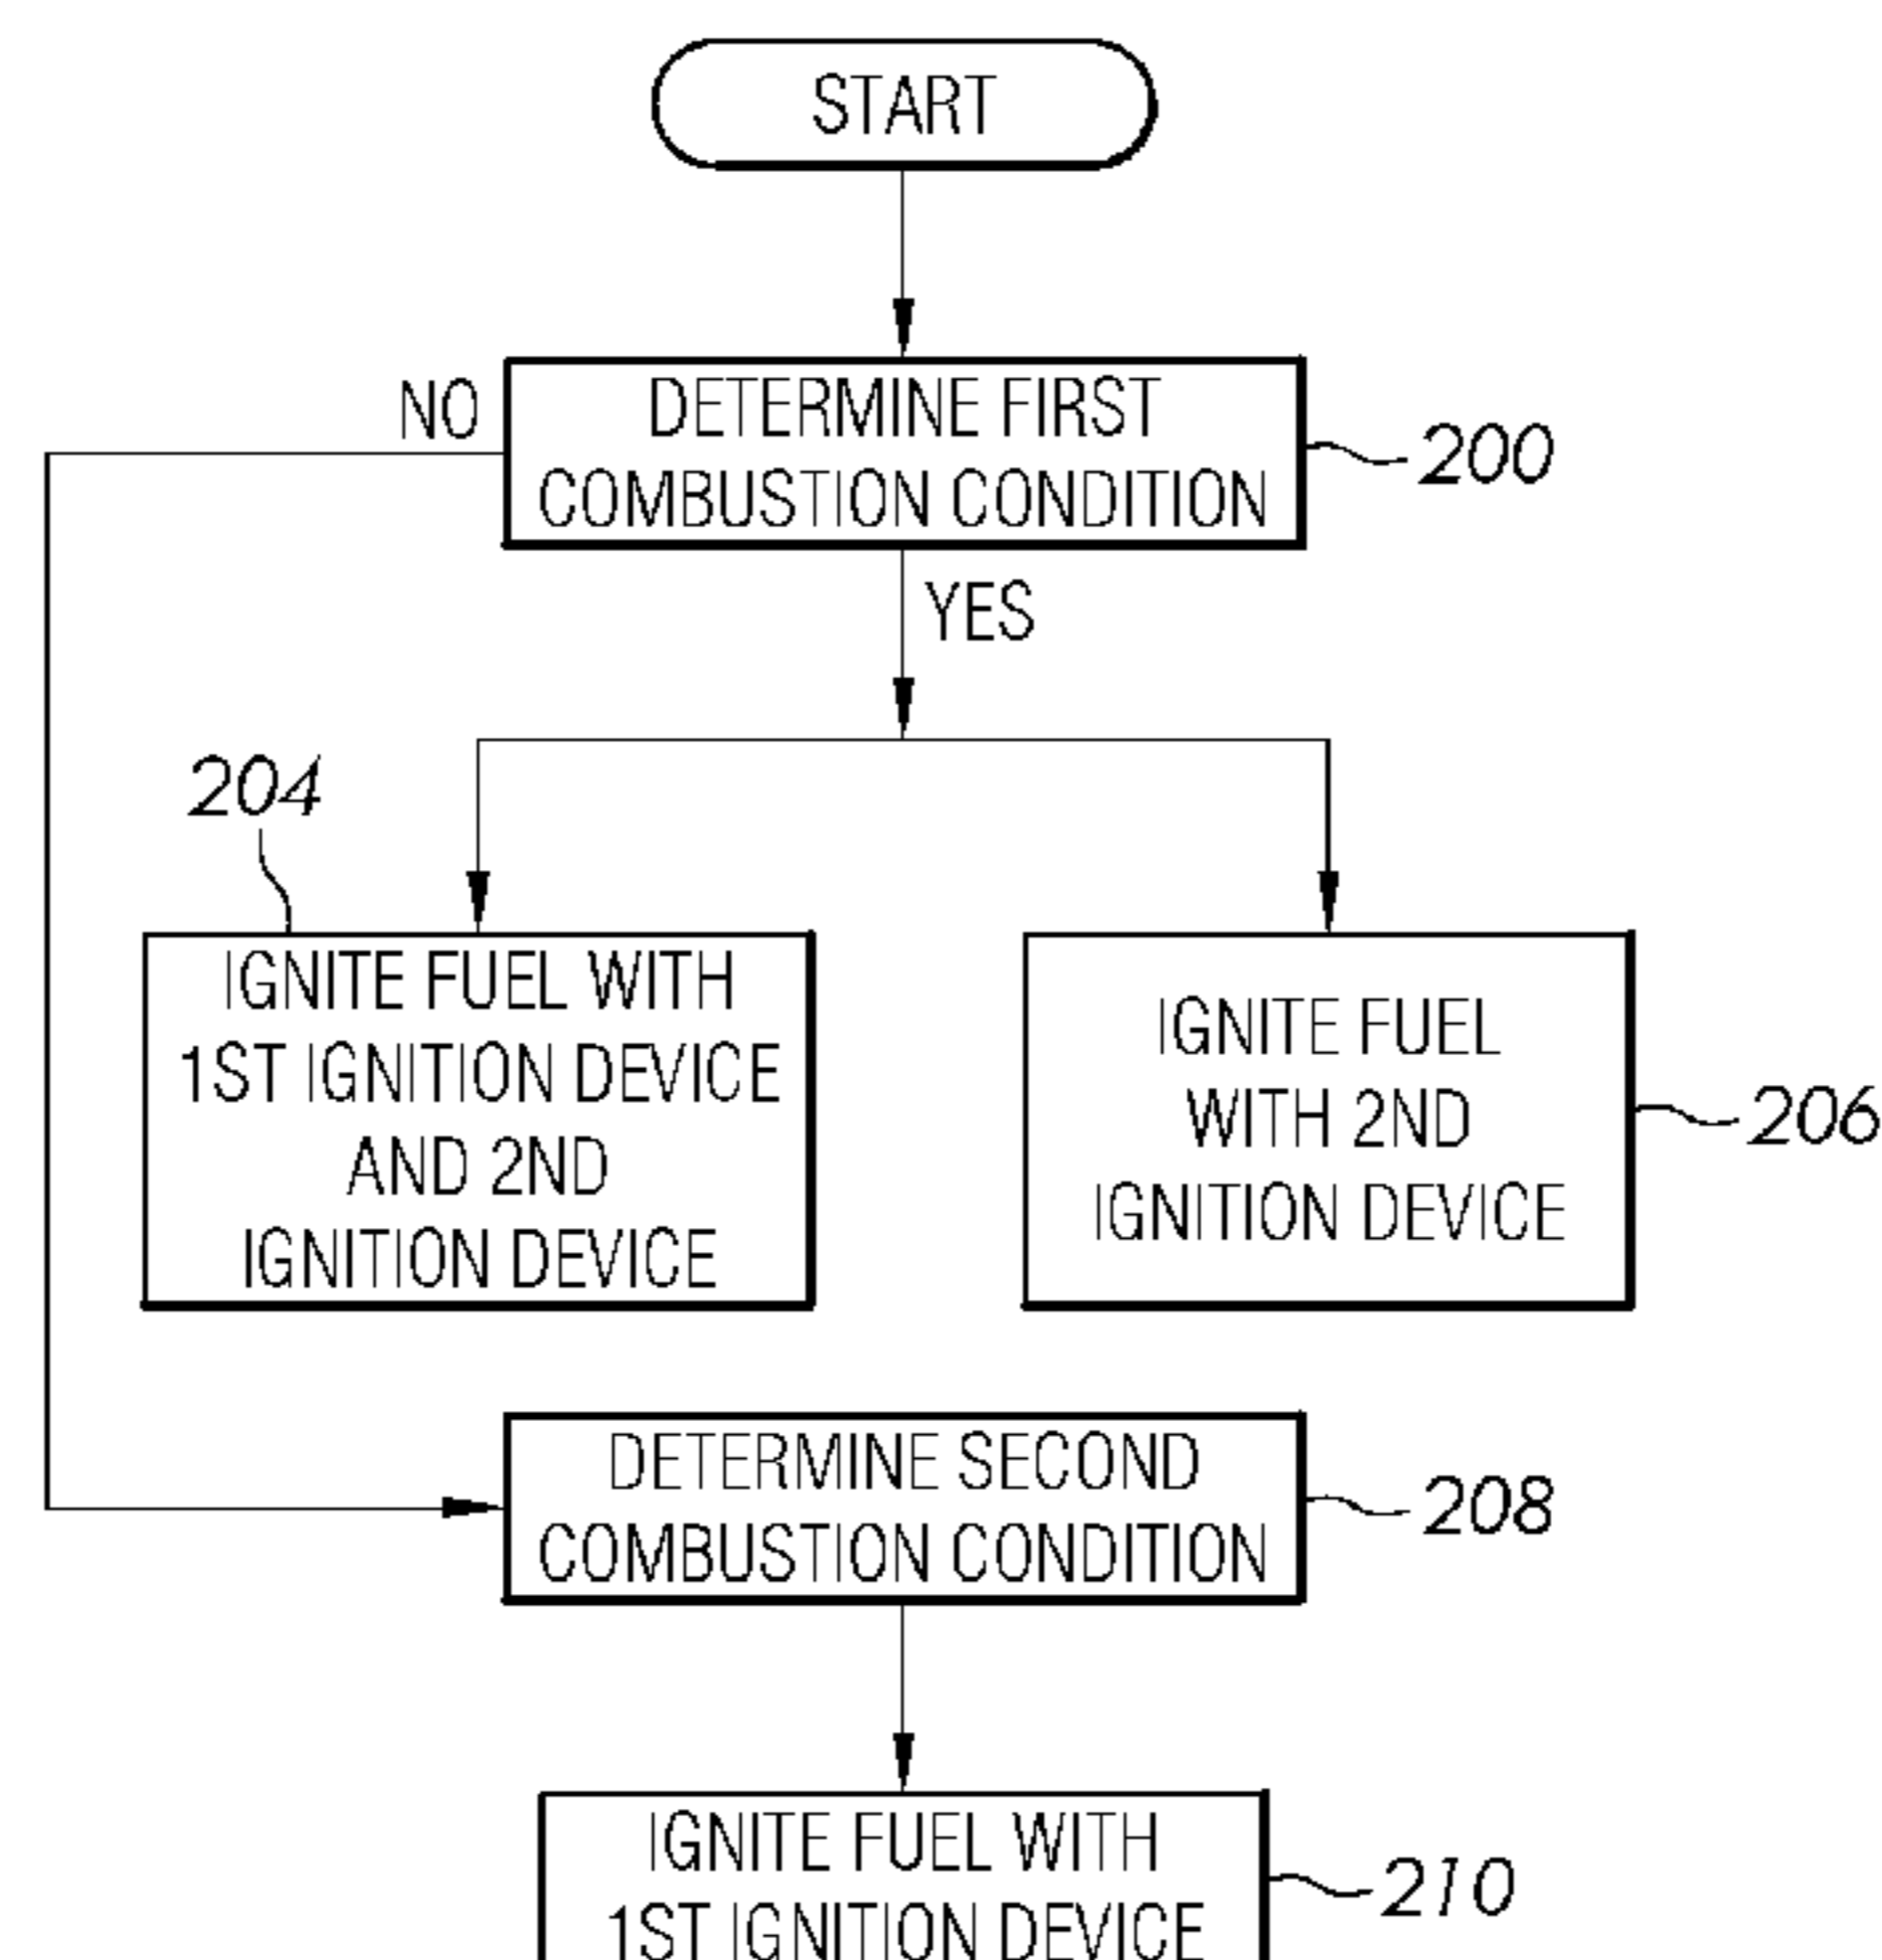 START
NO
DETERMINE FIRST
COMBUSTION CONDITION
200
YES
204
IGNITE FUEL WITH
1ST IGNITION DEVICE
AND 2ND
IGNITION DEVICE
IGNITE FUEL
WITH 2ND
IGNITION DEVICE
206
DETERMINE SECOND
COMBUSTION CONDITION
208
IGNITE FUEL WITH
1ST IGNITION DEVICE
210